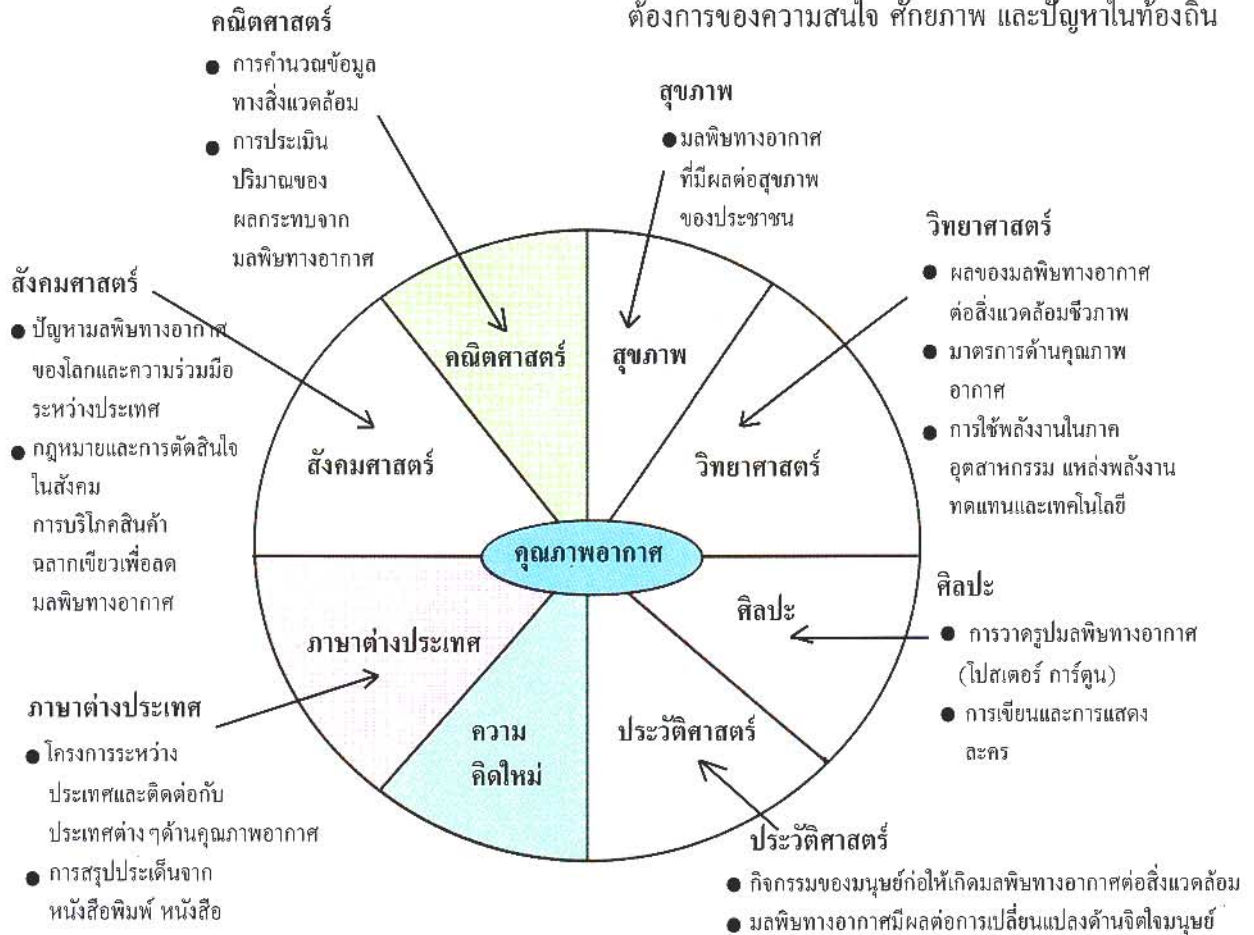 ต้องการของความสนใจ ศักยภาพ และปัญหาในท้องถิ่น
คณิตศาสตร์
● การคำนวณข้อมูล
ทางสิ่งแวดล้อม
● การประเมิน
ปริมาณของ
ผลกระทบจาก
มลพิษทางอากาศ
สุขภาพ
● มลพิษทางอากาศ
ที่มีผลต่อสุขภาพ
ของประชาชน
วิทยาศาสตร์
● ผลของมลพิษทางอากาศ
ต่อสิ่งแวดล้อมชีวภาพ
● มาตรการด้านคุณภาพ
อากาศ
● การใช้พลังงานในภาค
อุตสาหกรรม แหล่งพลังงาน
ทดแทนและเทคโนโลยี
สังคมศาสตร์
● ปัญหามลพิษทางอากาศ
ของโลกและความร่วมมือ
ระหว่างประเทศ
● กฎหมายและการตัดสินใจ
ในสังคม
การบริโภคสินค้า
ฉลากเขียวเพื่อลด
มลพิษทางอากาศ
คณิตศาสตร์
สุขภาพ
สังคมศาสตร์
วิทยาศาสตร์
คุณภาพอากาศ
ภาษาต่างประเทศ
ศิลปะ
ความ
คิดใหม่
ประวัติศาสตร์
ศิลปะ
● การวาดรูปมลพิษทางอากาศ
(โปสเตอร์ การ์ตูน)
● การเขียนและการแสดง
ละคร
ภาษาต่างประเทศ
● โครงการระหว่าง
ประเทศและติดต่อกับ
ประเทศต่าง ๆด้านคุณภาพอากาศ
● การสรุปประเด็นจาก
หนังสือพิมพ์ หนังสือ
ประวัติศาสตร์
● กิจกรรมของมนุษย์ก่อให้เกิดมลพิษทางอากาศต่อสิ่งแวดล้อม
● มลพิษทางอากาศมีผลต่อการเปลี่ยนแปลงด้านจิตใจมนุษย์